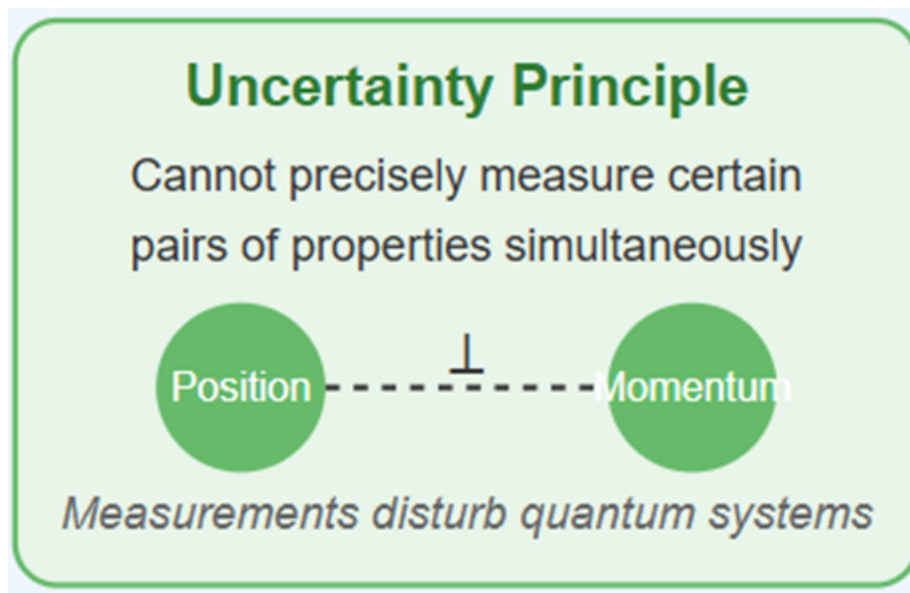 Uncertainty Principle
Cannot precisely measure certain
pairs of properties simultaneously
⊥
Position Momentum
Measurements disturb quantum systems